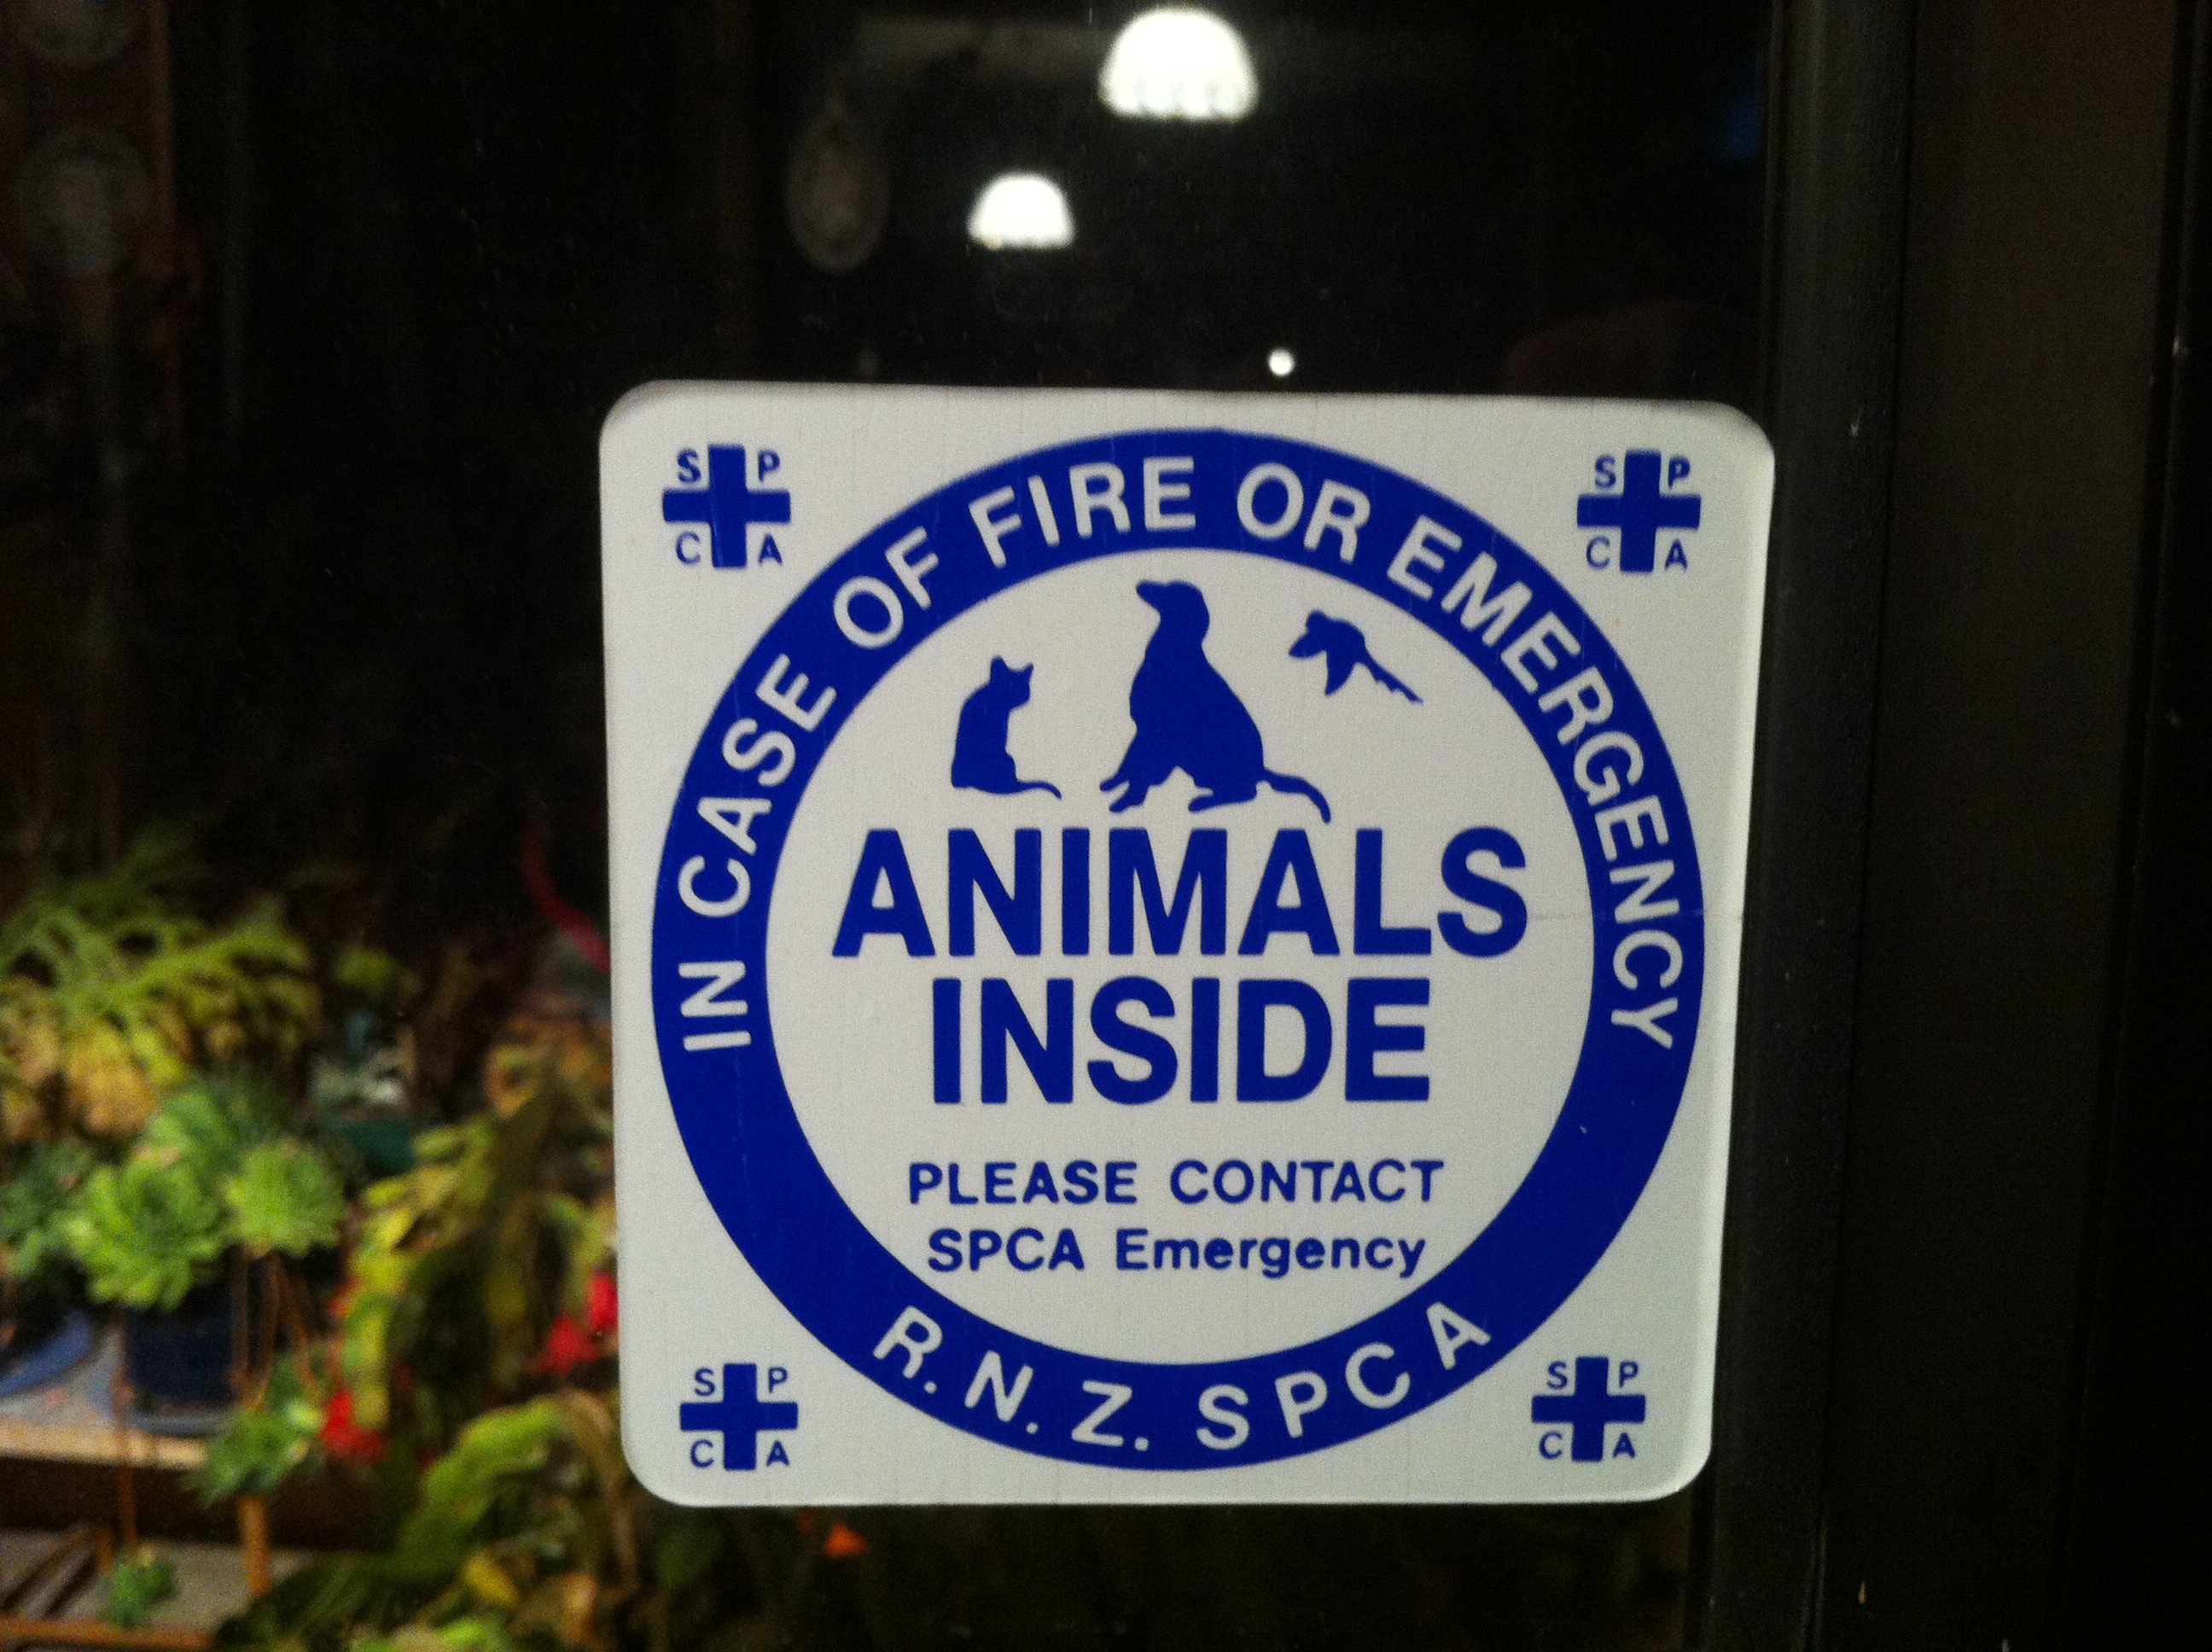 S P
C A
S P
C A
IN CASE OF FIRE OR EMERGENCY
ANIMALS
INSIDE
PLEASE CONTACT
SPCA Emergency
R.N.Z. SPCA
S P
C A
S P
C A